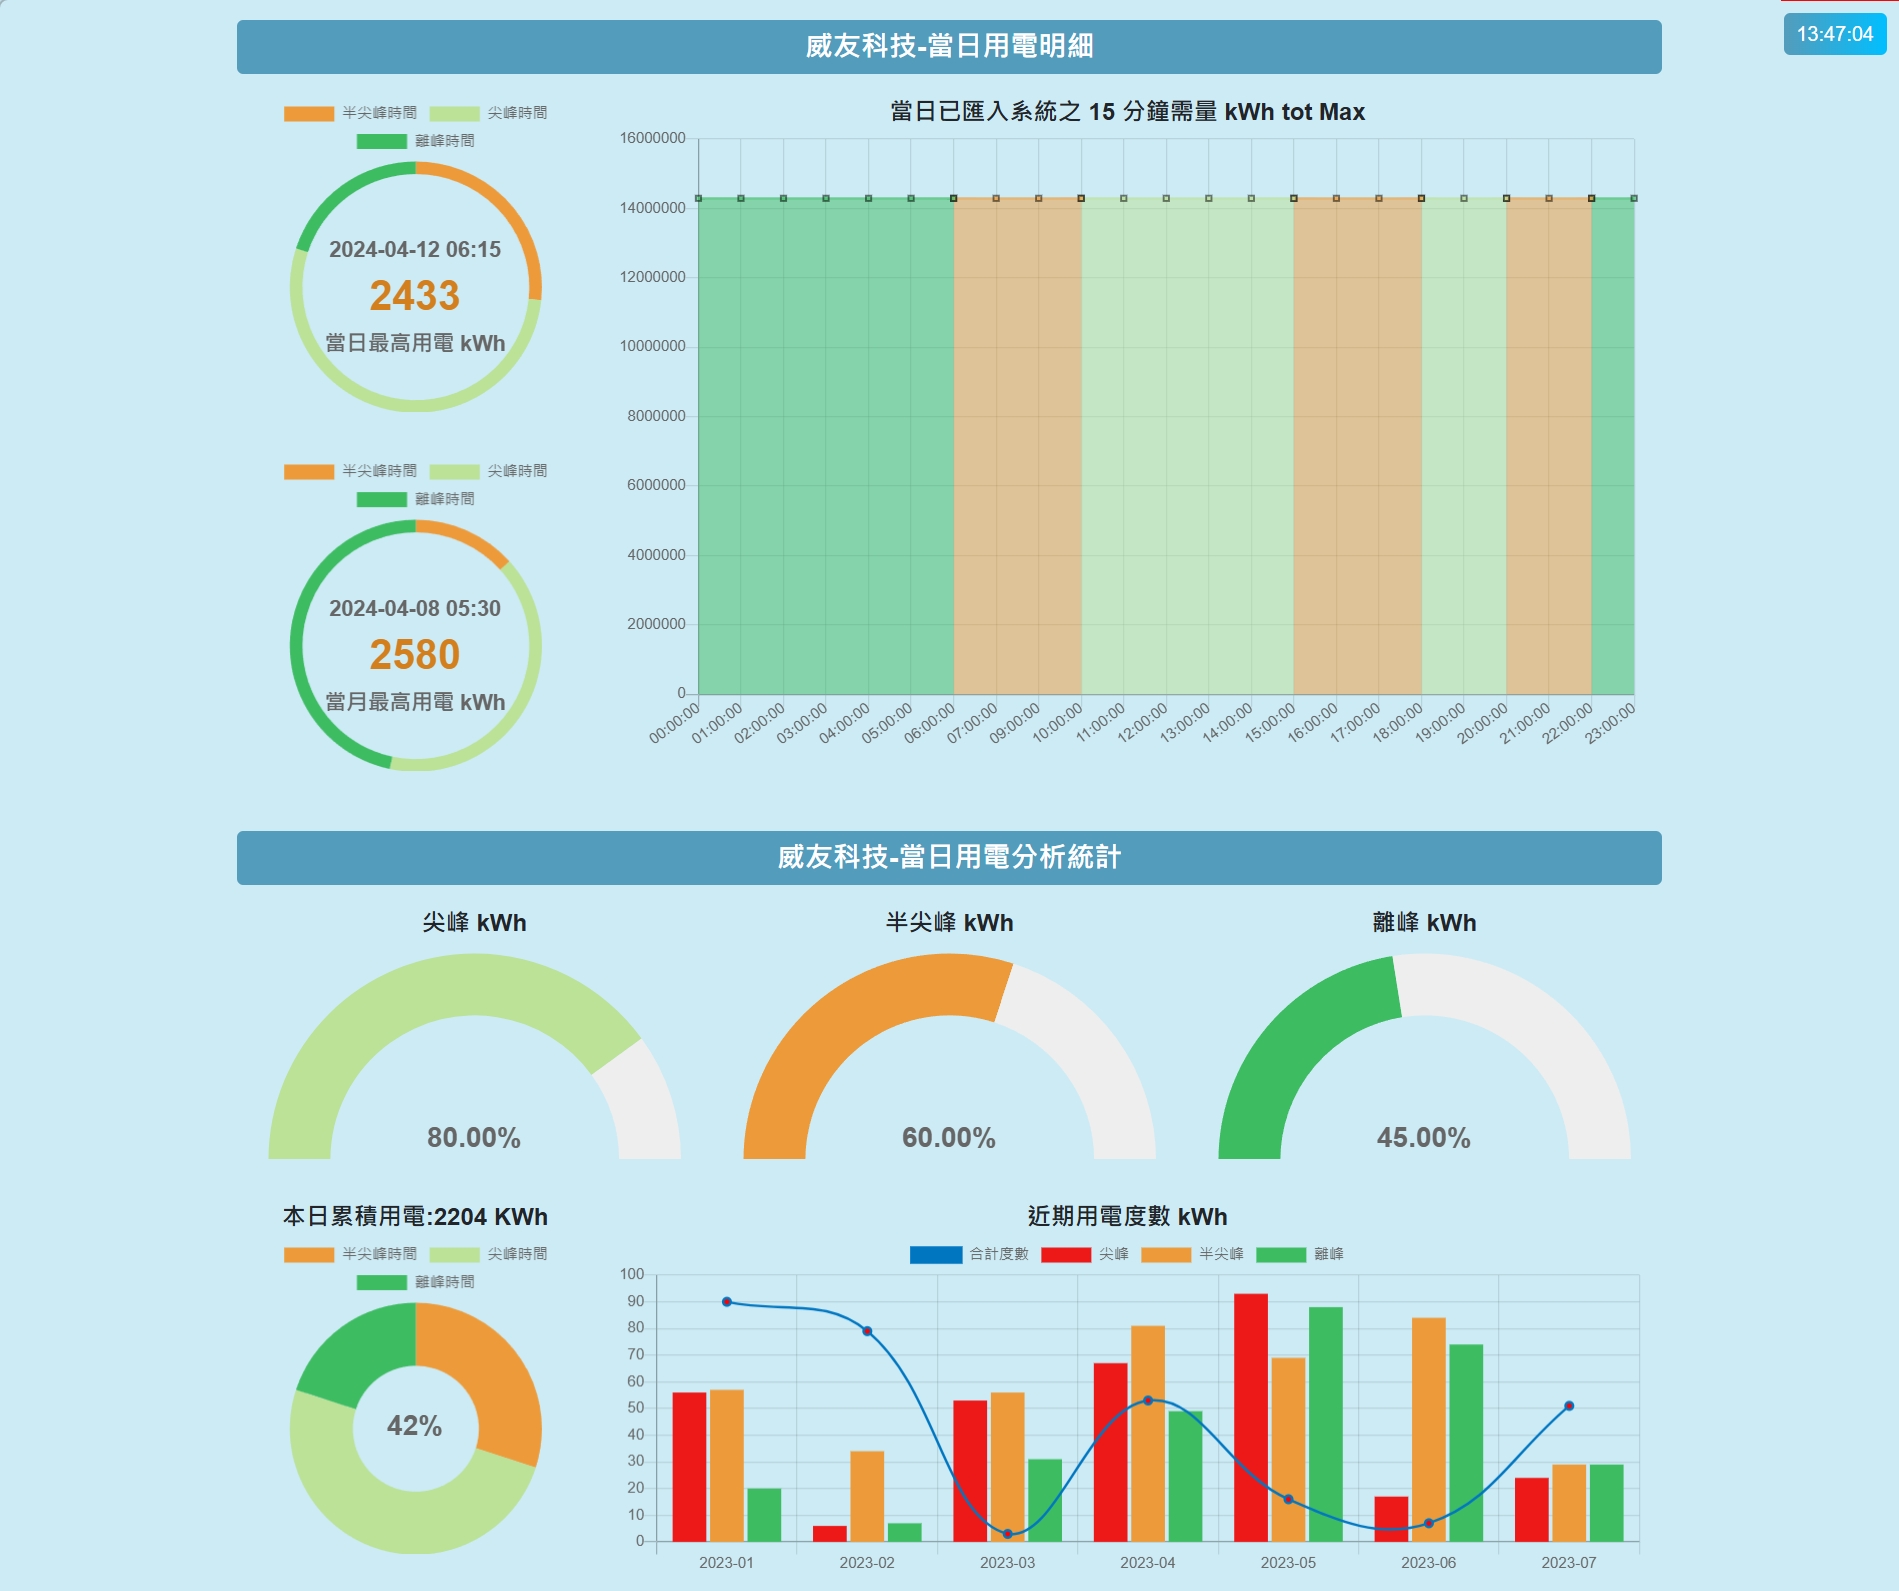 威友科技-當日用電明細
13:47:04
半尖峰時間 尖峰時間
離峰時間
2024-04-12 06:15
2433
當日最高用電 kWh
半尖峰時間 尖峰時間
離峰時間
2024-04-08 05:30
2580
當月最高用電 kWh
當日已匯入系統之 15 分鐘需量 kWh tot Max
16000000
14000000
12000000
10000000
8000000
6000000
4000000
2000000
0
00:00:00 01:00:00 02:00:00 03:00:00 04:00:00 05:00:00 06:00:00 07:00:00 09:00:00 10:00:00 11:00:00 12:00:00 13:00:00 14:00:00 15:00:00 16:00:00 17:00:00 18:00:00 19:00:00 20:00:00 21:00:00 22:00:00 23:00:00
威友科技-當日用電分析統計
尖峰 kWh
80.00%
半尖峰 kWh
60.00%
離峰 kWh
45.00%
本日累積用電:2204 KWh
半尖峰時間 尖峰時間
離峰時間
42%
近期用電度數 kWh
合計度數 尖峰 半尖峰 離峰
100
90
80
70
60
50
40
30
20
10
0
2023-01 2023-02 2023-03 2023-04 2023-05 2023-06 2023-07